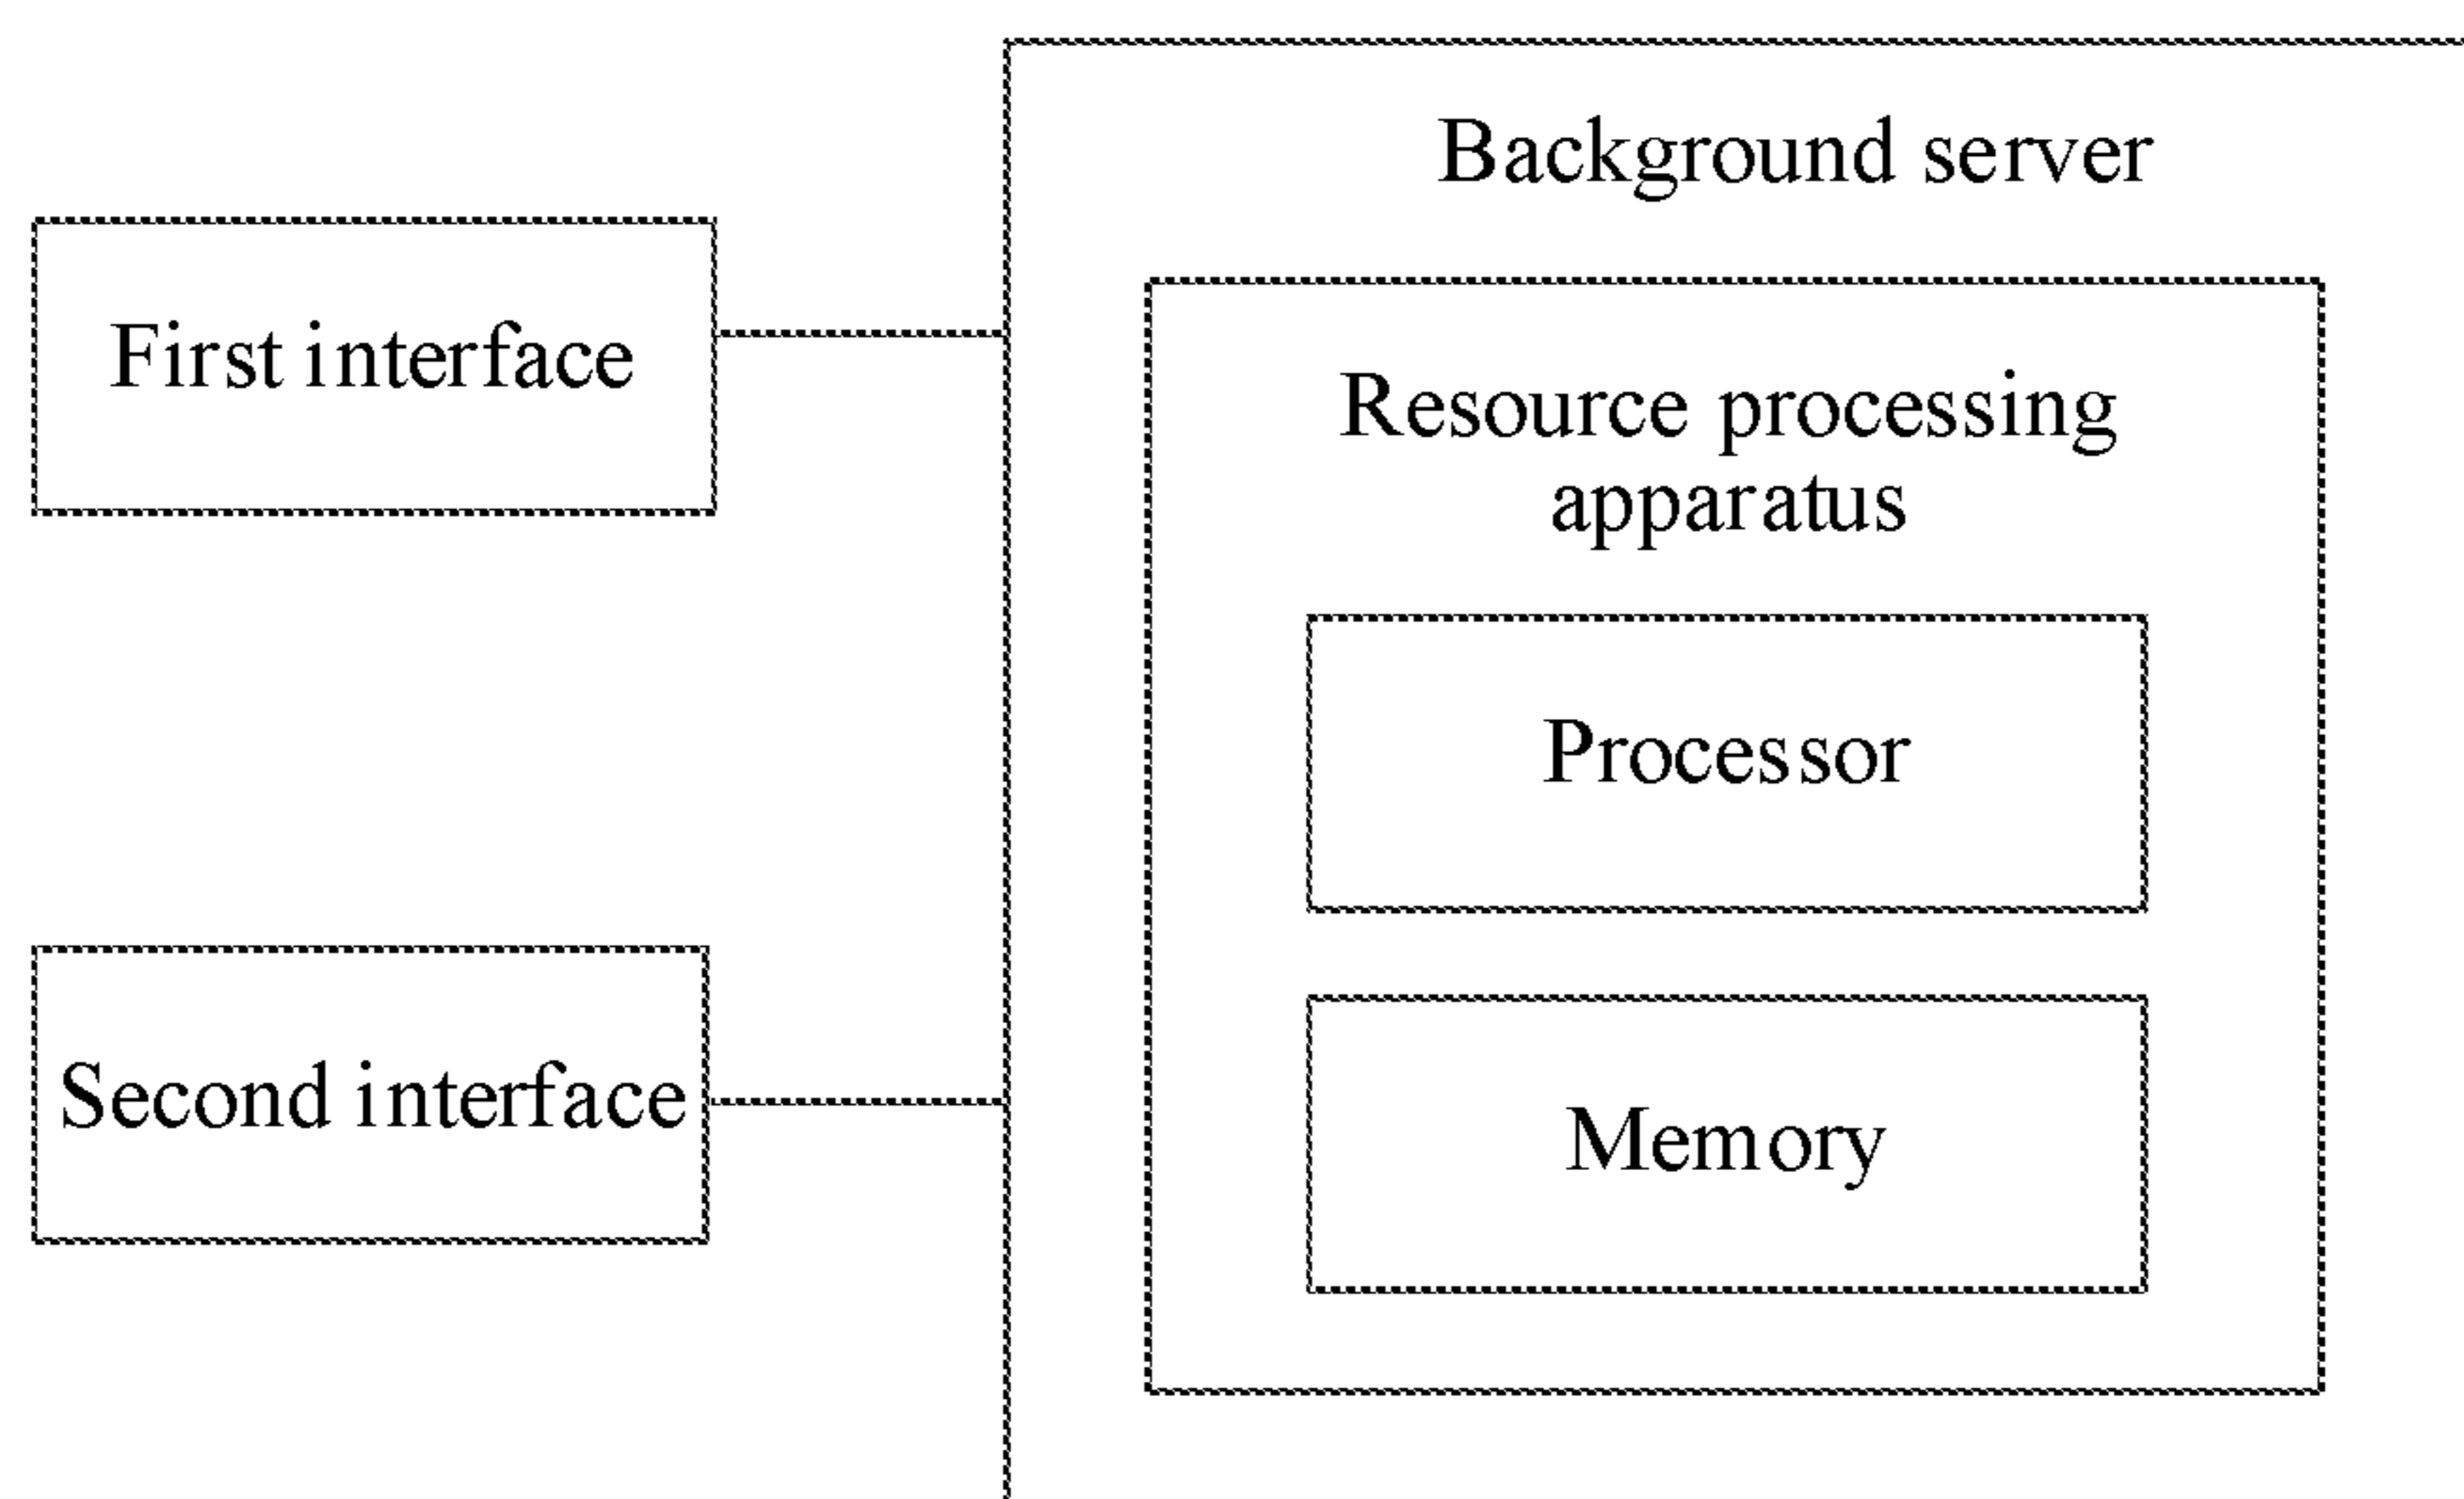 Background server
First interface
Resource processing
apparatus
Processor
Second interface
Memory